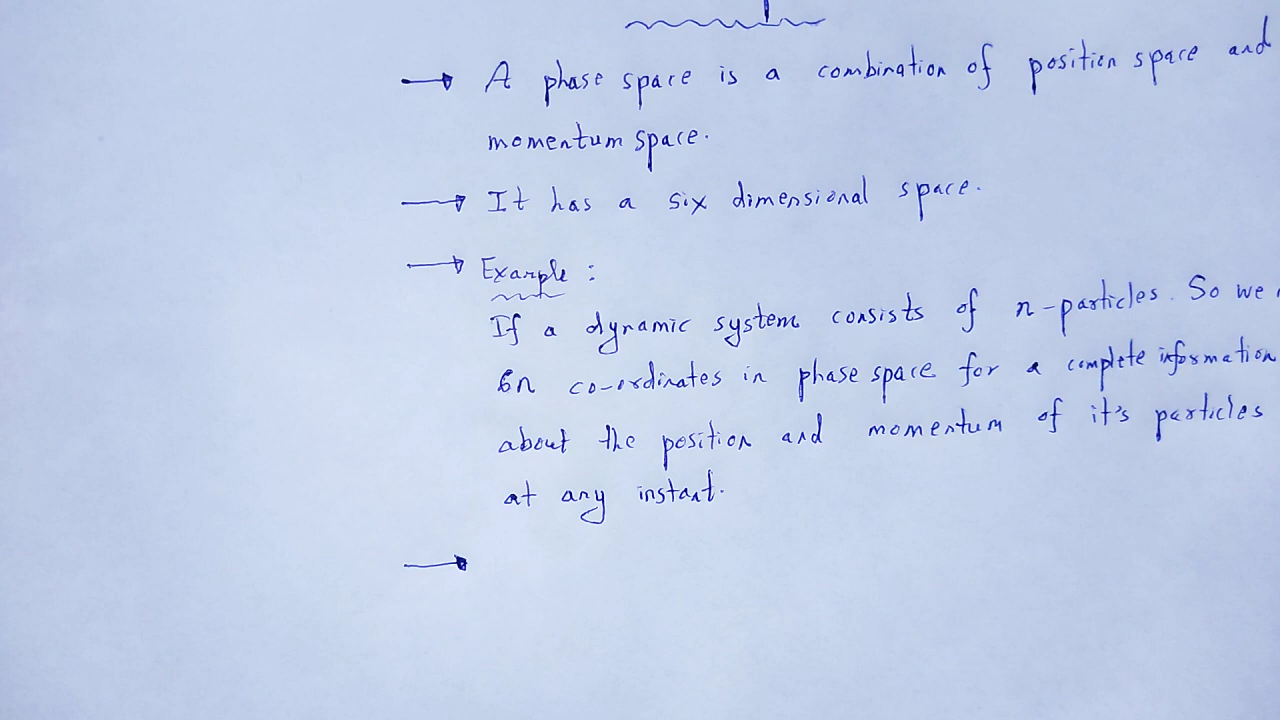 → A phase space is a combination of position space and
momentum space.
→ It has a six dimensional space.
→ Example :
If a dynamic system consists of n-particles. So we
6n co-ordinates in phase space for a complete information
about the position and momentum of it's particles
at any instant.
→